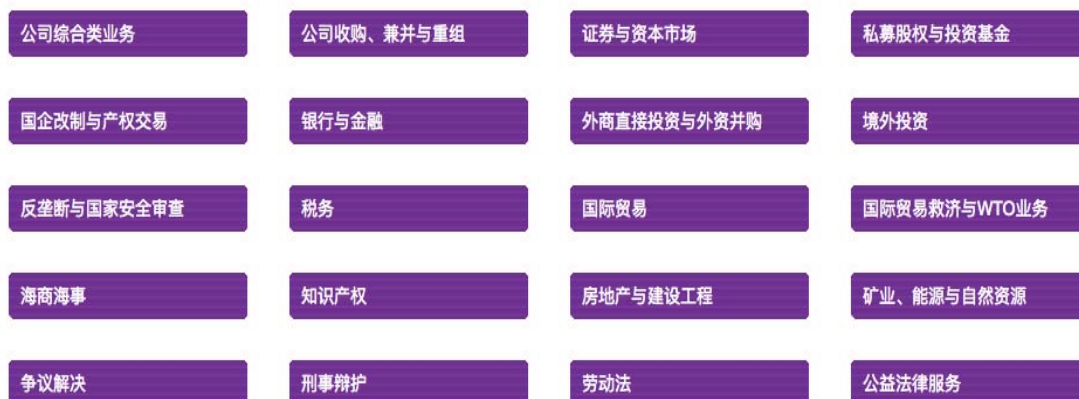 公司综合类业务
公司收购、兼并与重组
证券与资本市场
私募股权与投资基金
国企改制与产权交易
银行与金融
外商直接投资与外资并购
境外投资
反垄断与国家安全审查
税务
国际贸易
国际贸易救济与WTO业务
海商海事
知识产权
房地产与建设工程
矿业、能源与自然资源
争议解决
刑事辩护
劳动法
公益法律服务